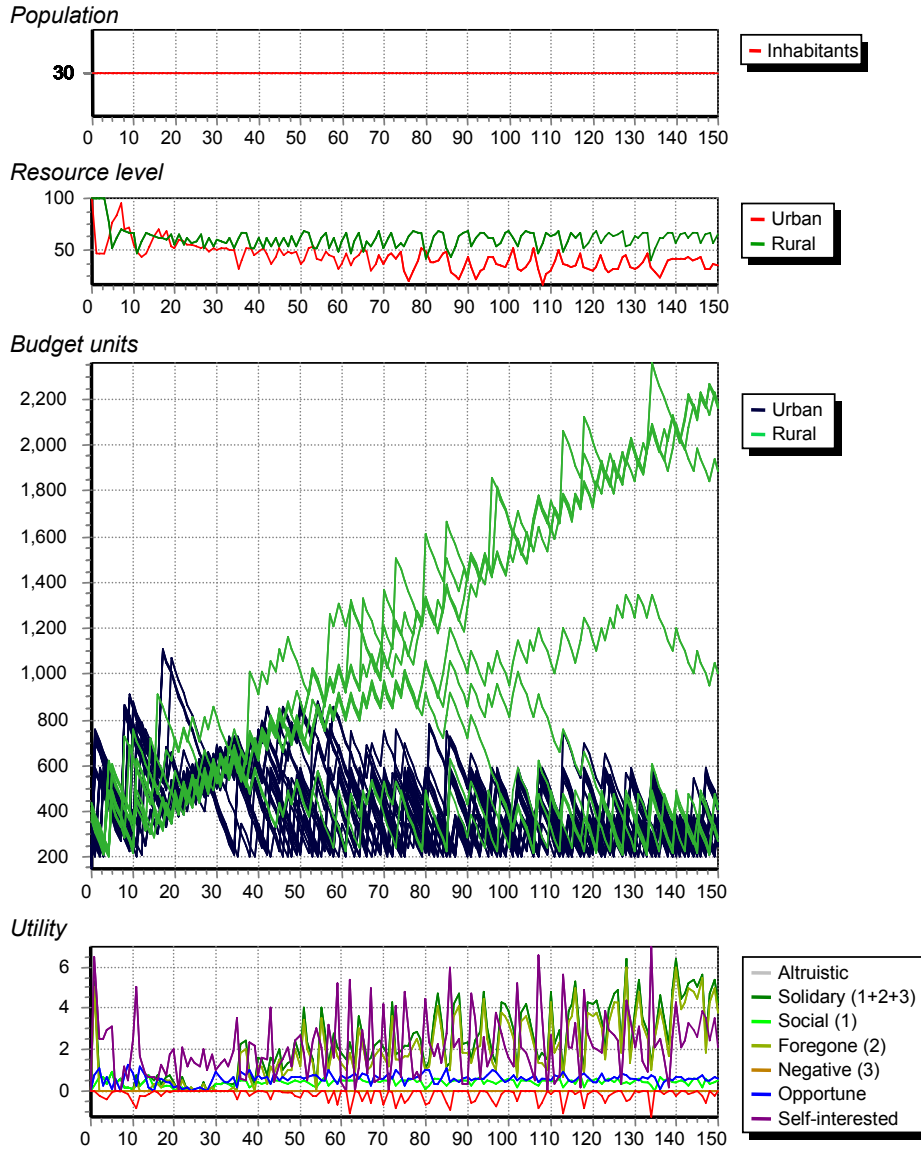 Population
30
Inhabitants
0 10 20 30 40 50 60 70 80 90 100 110 120 130 140 150
Resource level
100
50
Urban
Rural
0 10 20 30 40 50 60 70 80 90 100 110 120 130 140 150
Budget units
2,200
2,000
1,800
1,600
1,400
1,200
1,000
800
600
400
200
Urban
Rural
0 10 20 30 40 50 60 70 80 90 100 110 120 130 140 150
Utility
6
4
2
0
Altruistic
Solidary (1+2+3)
Social (1)
Foregone (2)
Negative (3)
Opportune
Self-interested
0 10 20 30 40 50 60 70 80 90 100 110 120 130 140 150